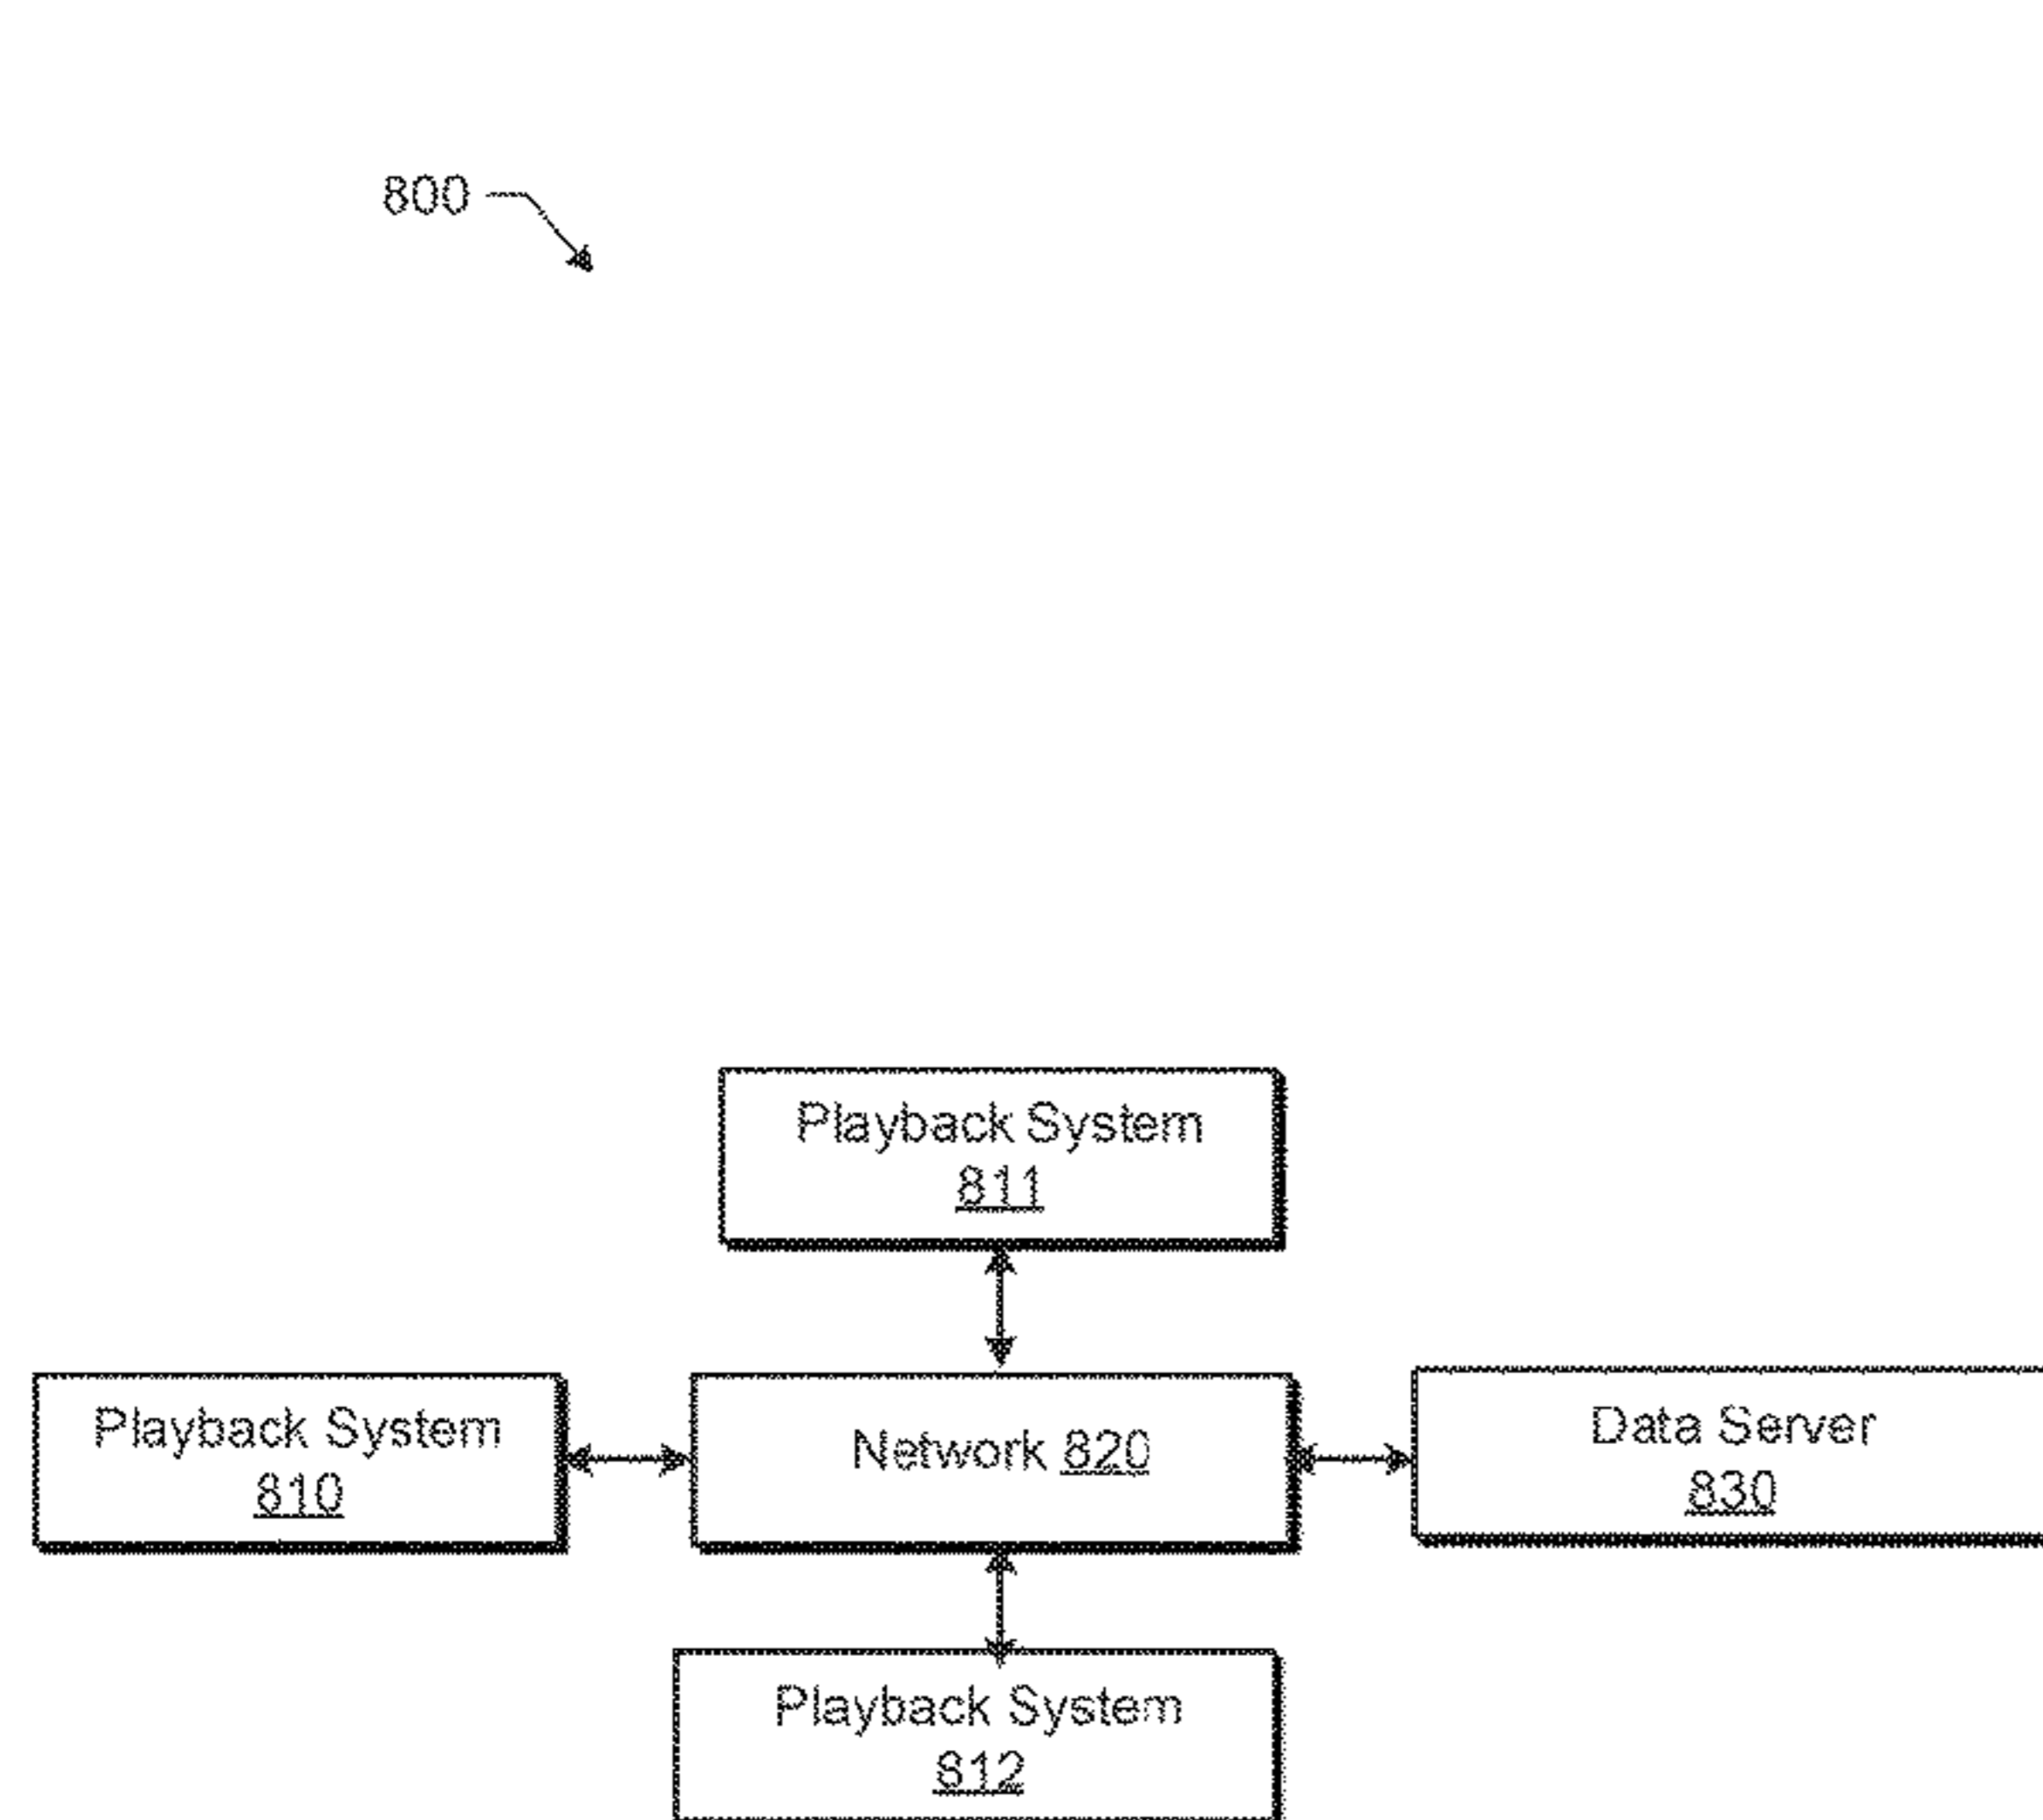 800
Playback System
811
Playback System
810
Network 820
Data Server
830
Playback System
812